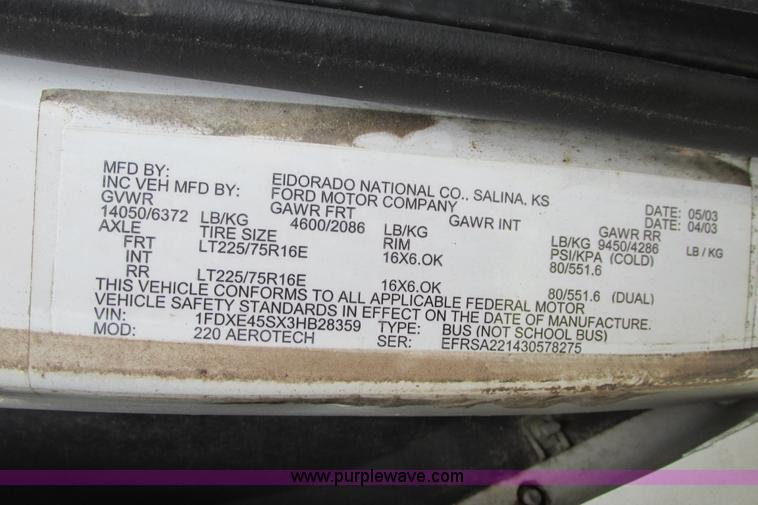 MFD BY: EIDORADO NATIONAL CO., SALINA, KS DATE: 05/03
INC VEH MFD BY: FORD MOTOR COMPANY DATE: 04/03
GVWR GAWR FRT GAWR INT GAWR RR
14050/6372 LB/KG 4600/2086 LB/KG LB/KG 9450/4286 LB / KG
AXLE TIRE SIZE RIM PSI/KPA (COLD)
FRT LT225/75R16E 16X6.OK 80/551.6
INT
RR LT225/75R16E 16X6.OK 80/551.6 (DUAL)
THIS VEHICLE CONFORMS TO ALL APPLICABLE FEDERAL MOTOR
VEHICLE SAFETY STANDARDS IN EFFECT ON THE DATE OF MANUFACTURE.
VIN: 1FDXE45SX3HB28359 TYPE: BUS (NOT SCHOOL BUS)
MOD: 220 AEROTECH SER: EFRSA221430578275
www.purplewave.com